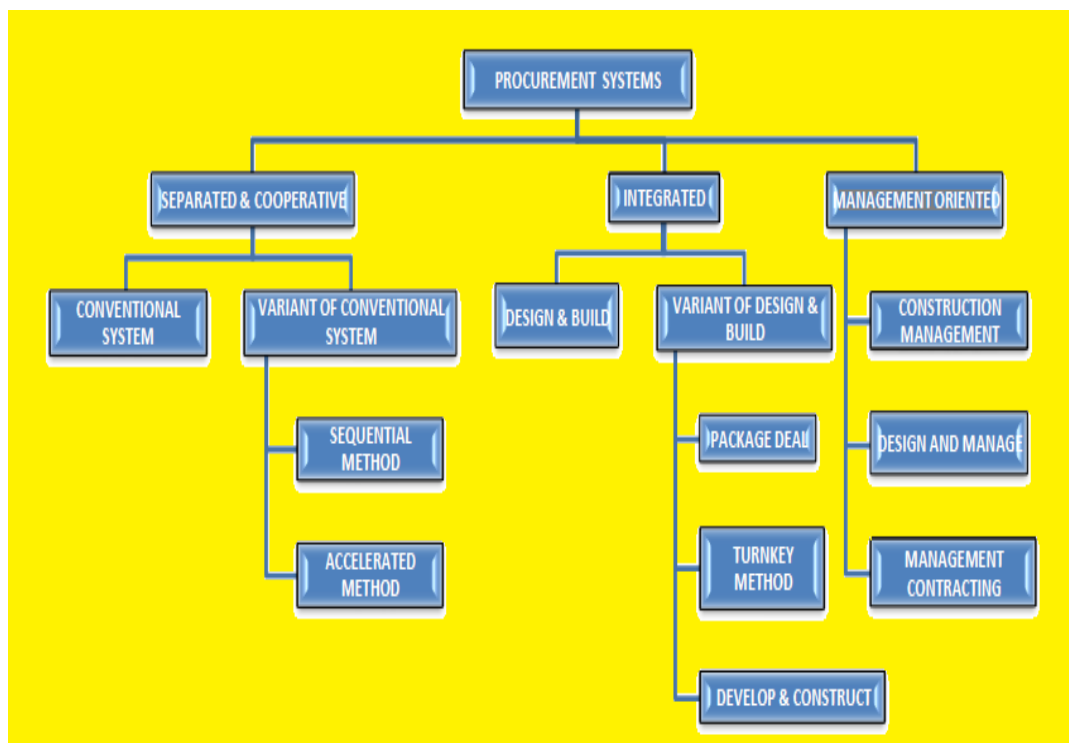 PROCUREMENT SYSTEMS
SEPARATED & COOPERATIVE
INTEGRATED
MANAGEMENT ORIENTED
CONVENTIONAL
SYSTEM
VARIANT OF CONVENTIONAL
SYSTEM
DESIGN & BUILD
VARIANT OF DESIGN &
BUILD
CONSTRUCTION
MANAGEMENT
SEQUENTIAL
METHOD
PACKAGE DEAL
DESIGN AND MANAGE
ACCELERATED
METHOD
TURNKEY
METHOD
MANAGEMENT
CONTRACTING
DEVELOP & CONSTRUCT